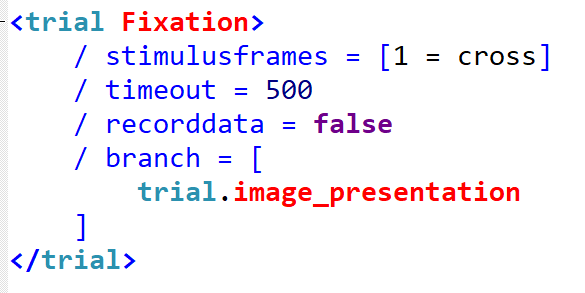 <trial Fixation>
/ stimulusframes = [1 = cross]
/ timeout = 500
/ recorddata = false
/ branch = [
trial.image_presentation
]
</trial>